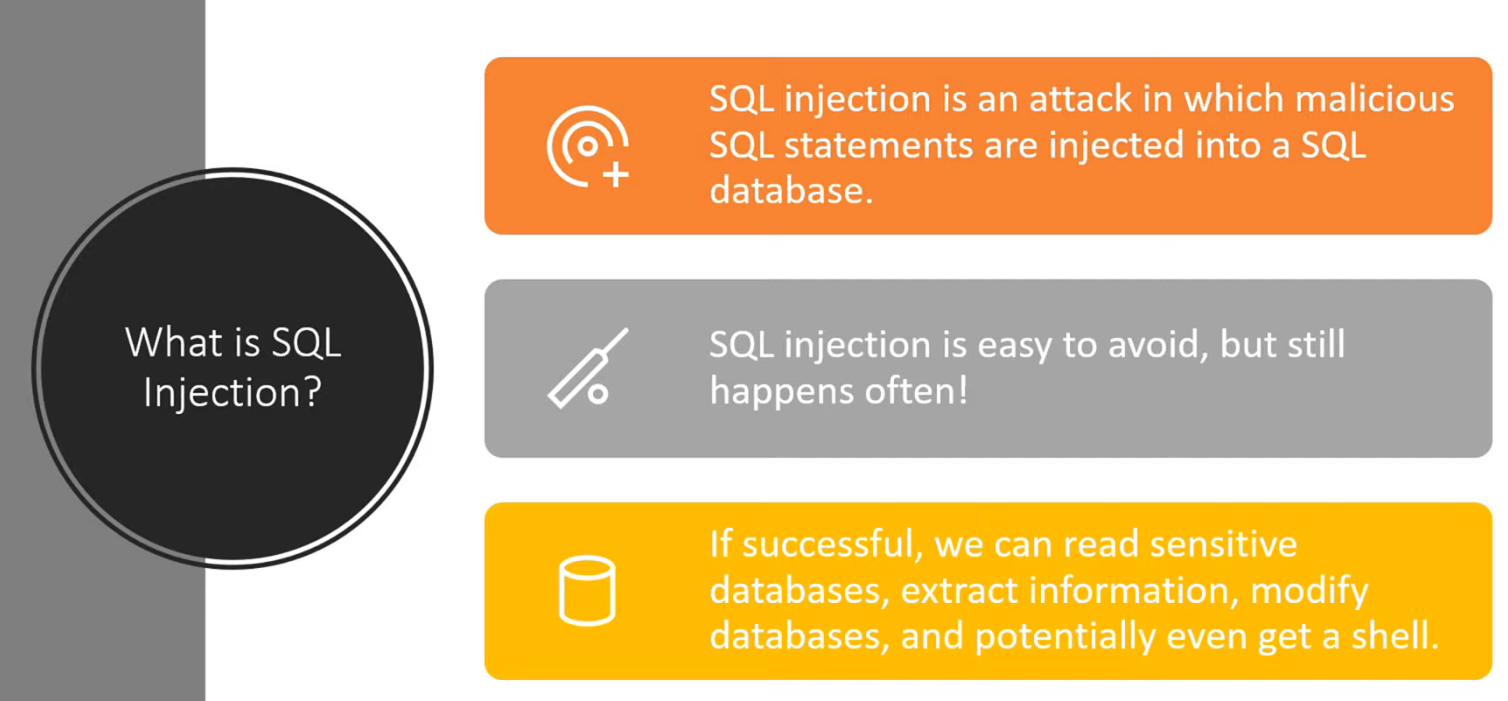 What is SQL
Injection?
SQL injection is an attack in which malicious
SQL statements are injected into a SQL
database.
SQL injection is easy to avoid, but still
happens often!
If successful, we can read sensitive
databases, extract information, modify
databases, and potentially even get a shell.